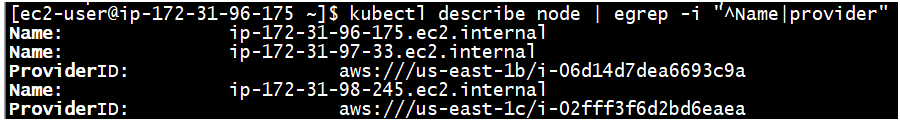 [ec2-user@ip-172-31-96-175 ~]$ kubectl describe node | egrep -i "^Name|provider"
Name:               ip-172-31-96-175.ec2.internal
Name:               ip-172-31-97-33.ec2.internal
ProviderID:                   aws:///us-east-1b/i-06d14d7dea6693c9a
Name:               ip-172-31-98-245.ec2.internal
ProviderID:                   aws:///us-east-1c/i-02fff3f6d2bd6eaea